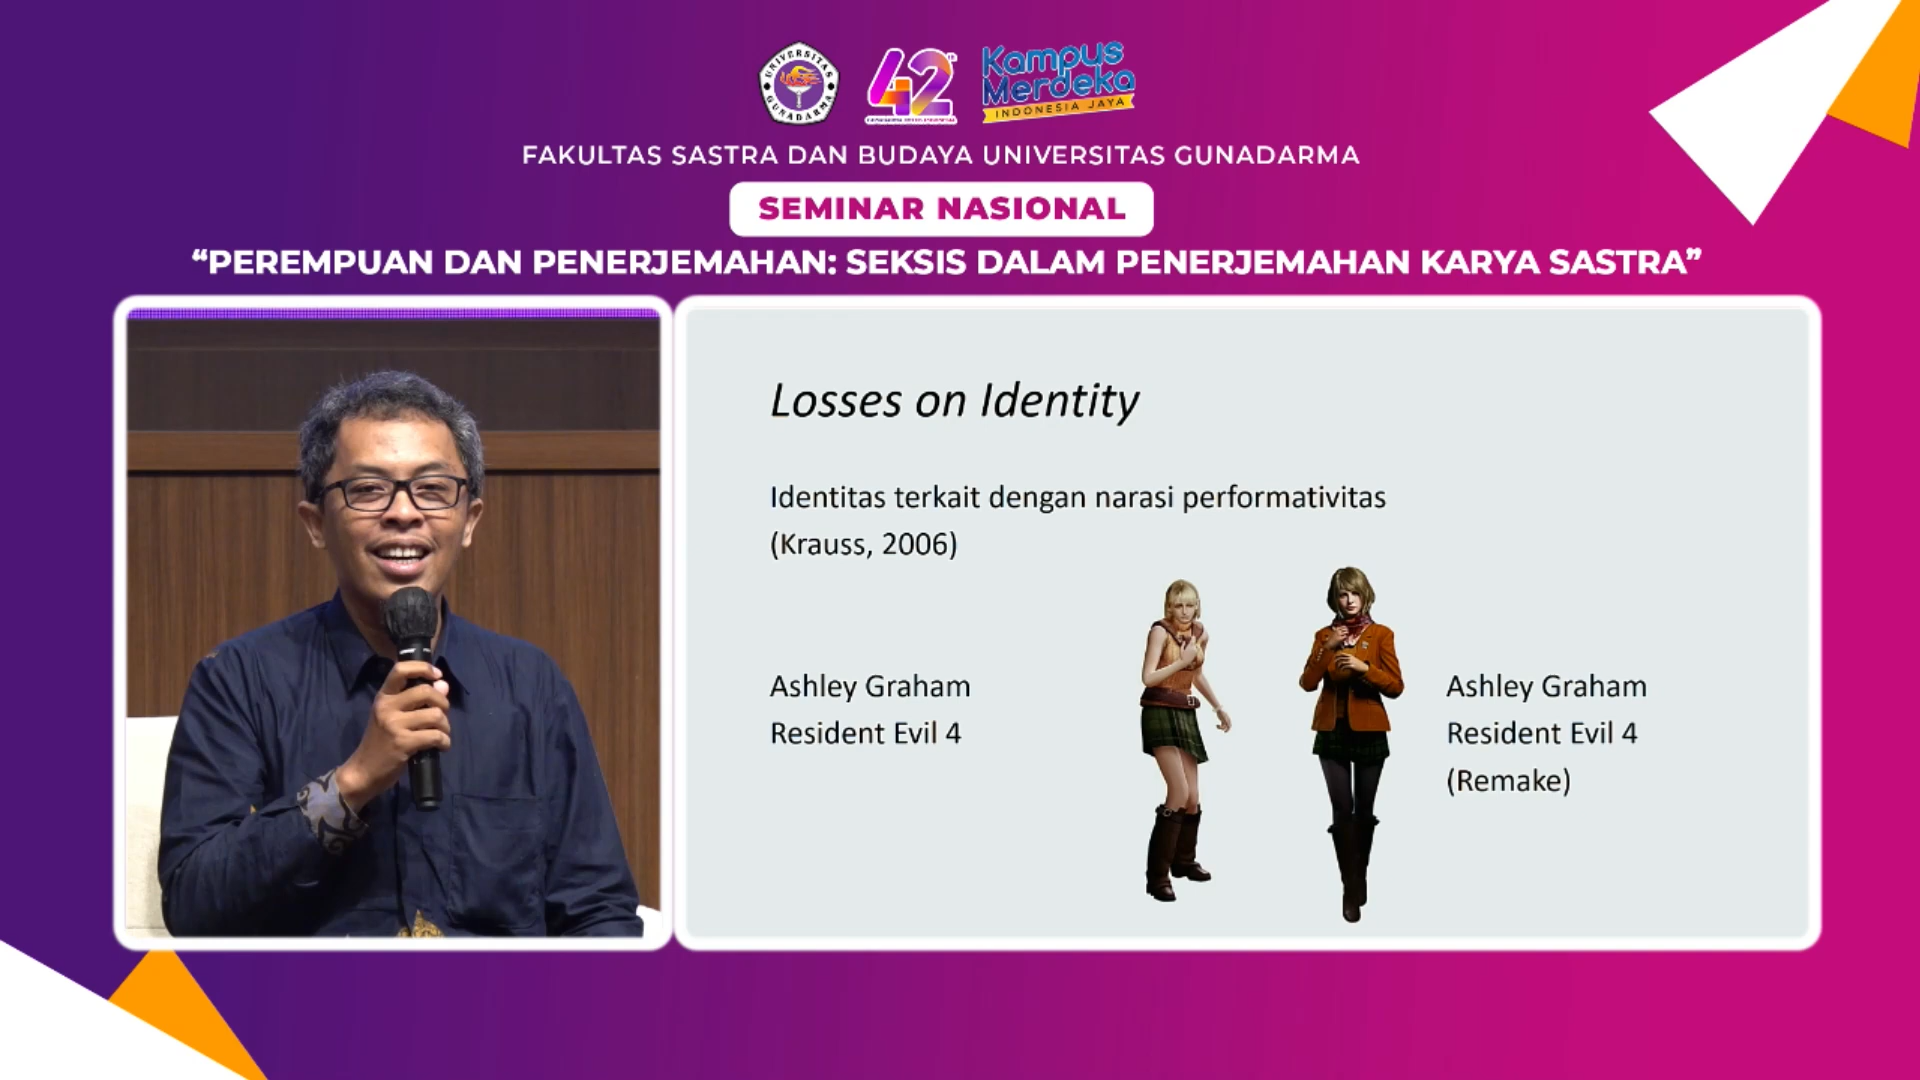 UNIVERSITAS GUNADARMA
42
Kampus
Merdeka
INDONESIA JAYA
FAKULTAS SASTRA DAN BUDAYA UNIVERSITAS GUNADARMA
SEMINAR NASIONAL
“PEREMPUAN DAN PENERJEMAHAN: SEKSIS DALAM PENERJEMAHAN KARYA SASTRA”
Losses on Identity
Identitas terkait dengan narasi performativitas
(Krauss, 2006)
Ashley Graham
Resident Evil 4
Ashley Graham
Resident Evil 4
(Remake)